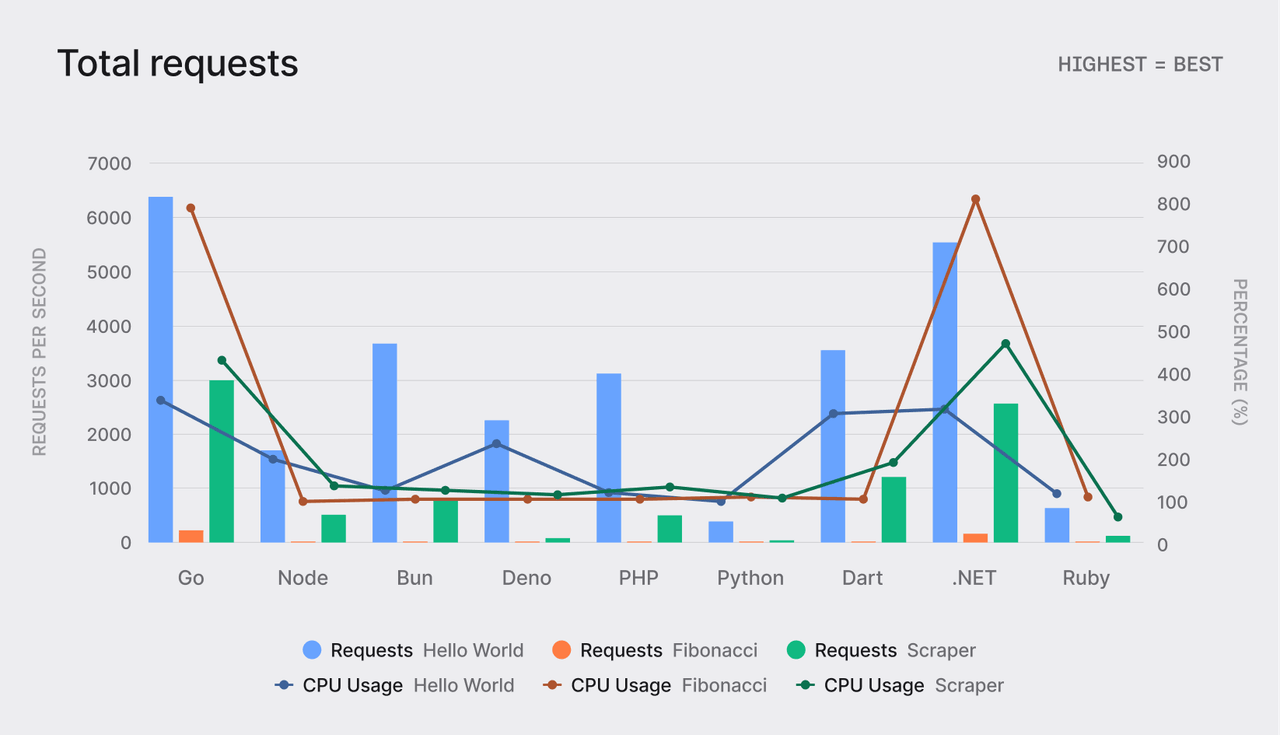 Total requests
HIGHEST = BEST
REQUESTS PER SECOND
7000
6000
5000
4000
3000
2000
1000
0
900
800
700
600
500
400
300
200
100
0
PERCENTAGE (%)
Go Node Bun Deno PHP Python Dart .NET Ruby
Requests Hello World Requests Fibonacci Requests Scraper
CPU Usage Hello World CPU Usage Fibonacci CPU Usage Scraper